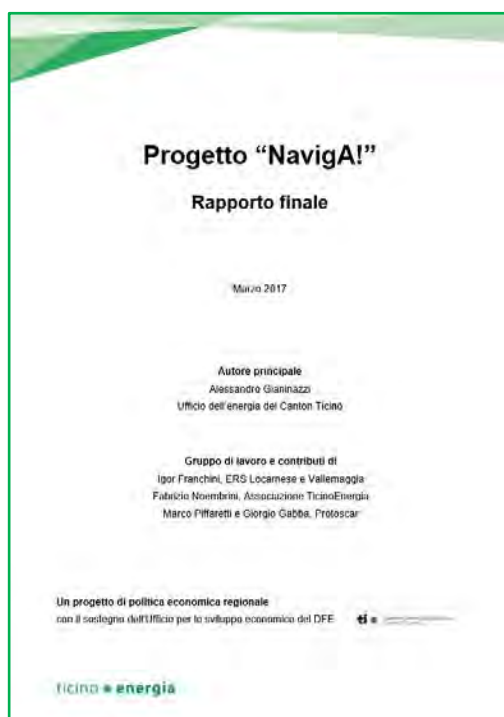 Progetto “NavigA!”
Rapporto finale
Marzo 2017
Autore principale
Alessandro Gianinazzi
Ufficio dell'energia del Canton Ticino
Gruppo di lavoro e contributi di
Igor Franchini, ERS Locarnese e Vallemaggia
Fabrizio Noembrini, Associazione TicinoEnergia
Marco Piffaretti e Giorgio Gabba, Protoscar
Un progetto di politica economica regionale
con il sostegno dell'Ufficio per lo sviluppo economico del DFE
ti
ticino energia